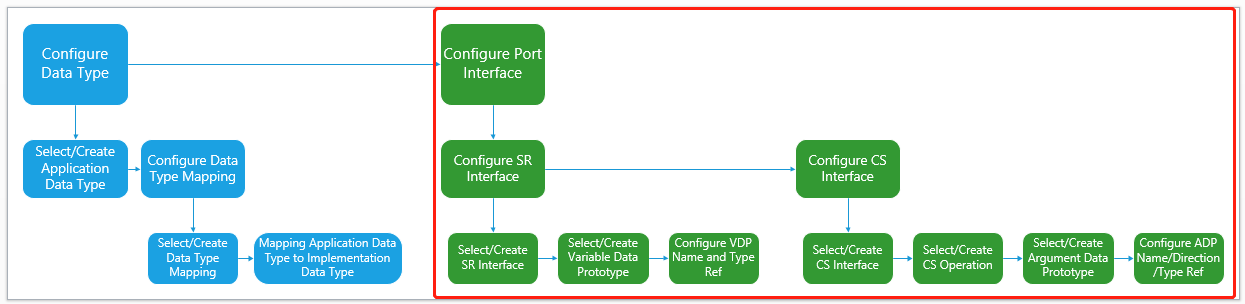 Configure
Data Type
Configure Port
Interface
Select/Create
Application
Data Type
Configure Data
Type Mapping
Configure SR
Interface
Configure CS
Interface
Select/Create
Data Type
Mapping
Mapping Application Data
Type to Implementation
Data Type
Select/Create
SR Interface
Select/Create
Variable Data
Prototype
Configure VDP
Name and Type
Ref
Select/Create
CS Interface
Select/Create
CS Operation
Select/Create
Argument Data
Prototype
Configure ADP
Name/Direction
/Type Ref